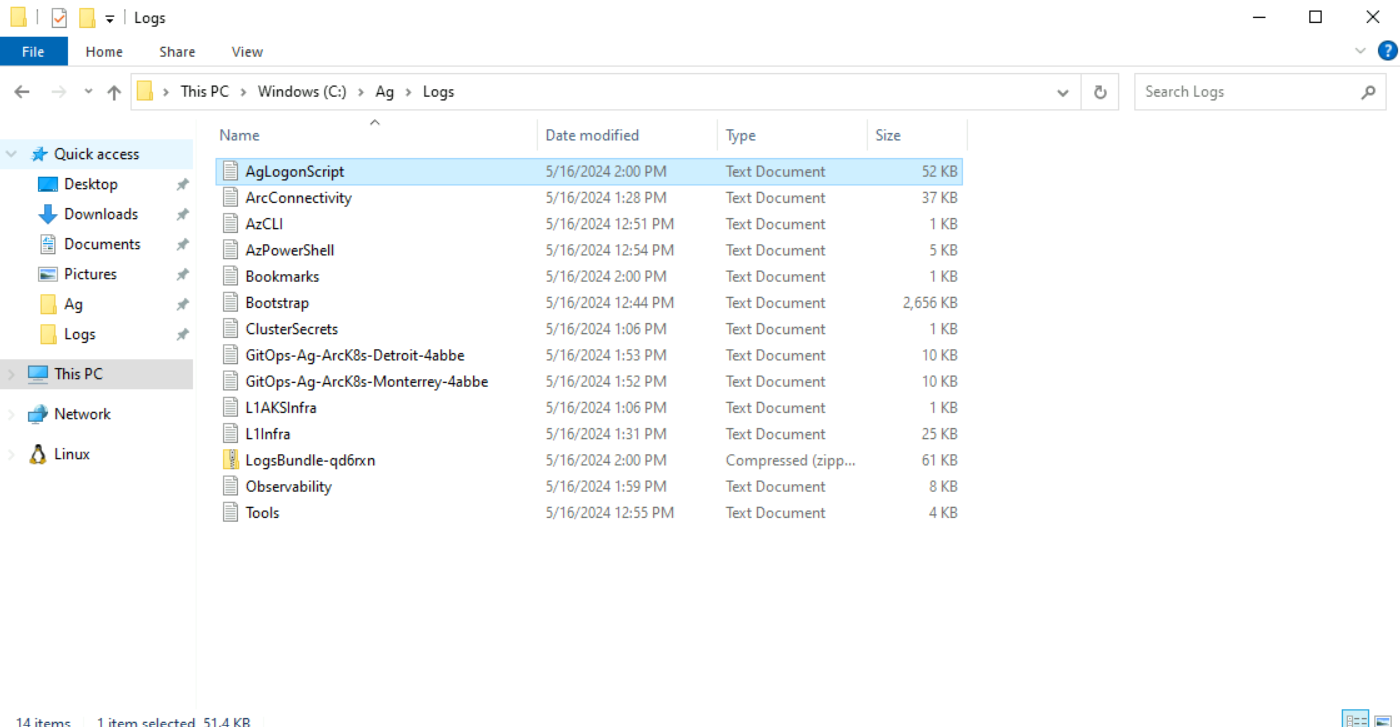 Logs
File Home Share View
This PC Windows (C:) Ag Logs
Search Logs
Name Date modified Type Size
Quick access
Desktop
Downloads
Documents
Pictures
Ag
Logs
This PC
Network
Linux
AgLogonScript 5/16/2024 2:00 PM Text Document 52 KB
ArcConnectivity 5/16/2024 1:28 PM Text Document 37 KB
AzCLI 5/16/2024 12:51 PM Text Document 1 KB
AzPowerShell 5/16/2024 12:54 PM Text Document 5 KB
Bookmarks 5/16/2024 2:00 PM Text Document 1 KB
Bootstrap 5/16/2024 12:44 PM Text Document 2,656 KB
ClusterSecrets 5/16/2024 1:06 PM Text Document 1 KB
GitOps-Ag-ArcK8s-Detroit-4abbe 5/16/2024 1:53 PM Text Document 10 KB
GitOps-Ag-ArcK8s-Monterrey-4abbe 5/16/2024 1:52 PM Text Document 10 KB
L1AKSInfra 5/16/2024 1:06 PM Text Document 1 KB
L1Infra 5/16/2024 1:31 PM Text Document 25 KB
LogsBundle-qd6rxn 5/16/2024 2:00 PM Compressed (zipp... 61 KB
Observability 5/16/2024 1:59 PM Text Document 8 KB
Tools 5/16/2024 12:55 PM Text Document 4 KB
14 items 1 item selected 51.4 KB